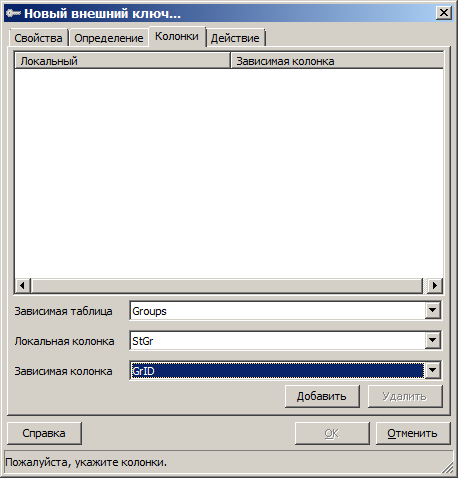 Новый внешний ключ...
Свойства Определение Колонки Действие
Локальный Зависимая колонка
Зависимая таблица Groups
Локальная колонка StGr
Зависимая колонка GrID
Добавить Удалить
Справка OK Отменить
Пожалуйста, укажите колонки.